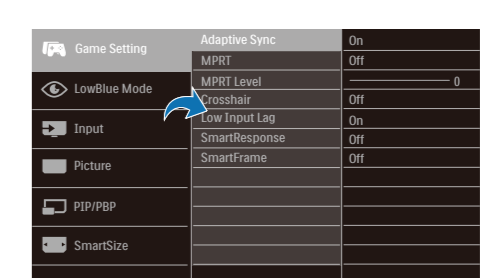 Game Setting
LowBlue Mode
Input
Picture
PIP/PBP
SmartSize
Adaptive Sync On
MPRT Off
MPRT Level 0
Crosshair Off
Low Input Lag On
SmartResponse Off
SmartFrame Off